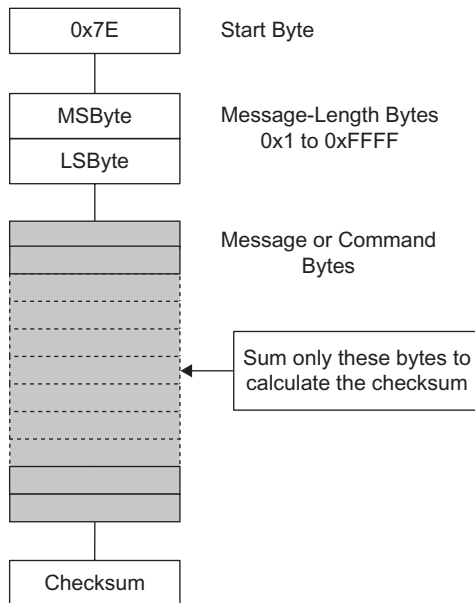 0x7E
Start Byte
MSByte
LSByte
Message-Length Bytes
0x1 to 0xFFFF
Message or Command
Bytes
Sum only these bytes to
calculate the checksum
Checksum